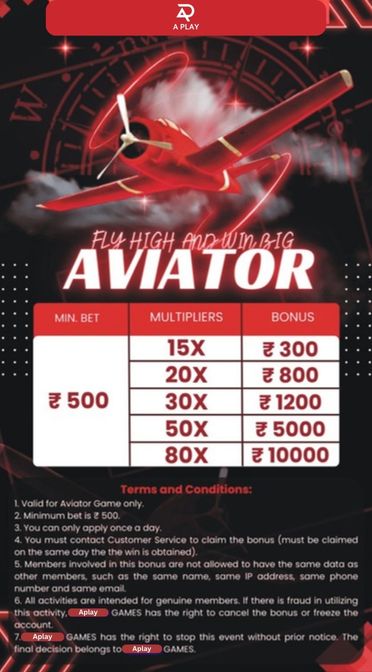 A PLAY
FLY HIGH AND WIN BIG
AVIATOR
MIN. BET MULTIPLIERS BONUS
15X ₹ 300
20X ₹ 800
₹ 500 30X ₹ 1200
50X ₹ 5000
80X ₹ 10000
Terms and Conditions:
1. Valid for Aviator Game only.
2. Minimum bet is ₹ 500.
3. You can only apply once a day.
4. You must contact Customer Service to claim the bonus (must be claimed
on the same day the the win is obtained).
5. Members involved in this bonus are not allowed to have the same data as
other members, such as the same name, same IP address, same phone
number and same email.
6. All activities are intended for genuine members. If there is fraud in utilizing
this activity, Aplay GAMES has the right to cancel the bonus or freeze the
account.
7. Aplay GAMES has the right to stop this event without prior notice. The
final decision belongs to Aplay GAMES.